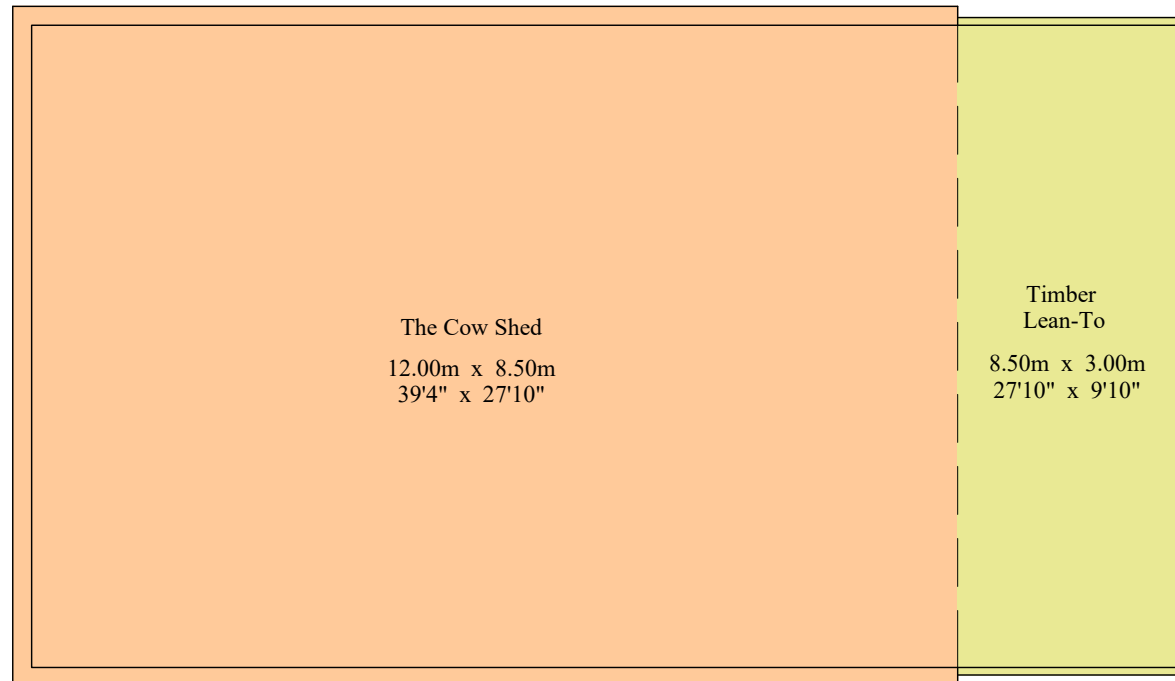 The Cow Shed
12.00m x 8.50m
39'4" x 27'10"
Timber
Lean-To
8.50m x 3.00m
27'10" x 9'10"